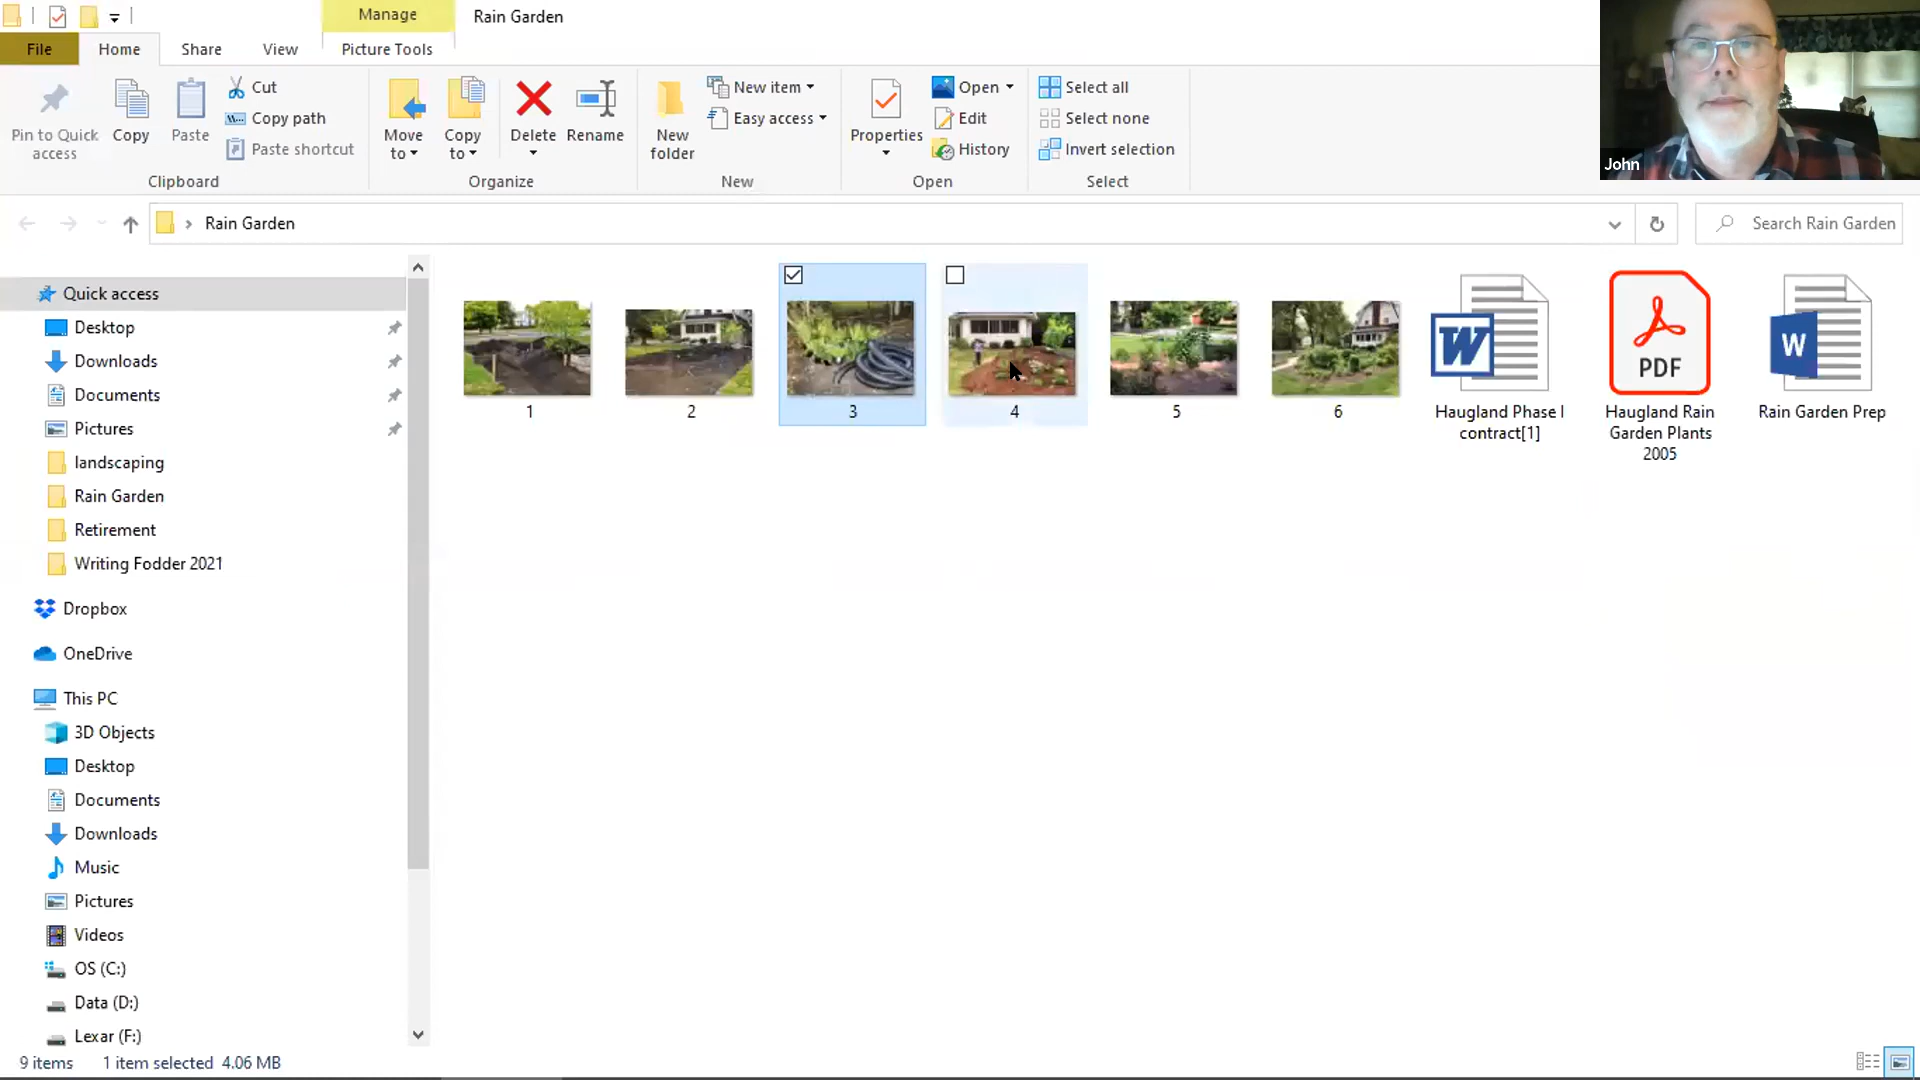 Manage
Rain Garden
File
Home
Share
View
Picture Tools
Pin to Quick
access
Copy
Paste
Cut
Copy path
Paste shortcut
Clipboard
Move
to
Copy
to
Delete
Rename
Organize
New
folder
New item
Easy access
New
Properties
Open
Edit
History
Open
Select all
Select none
Invert selection
Select
John
Rain Garden
Search Rain Garden
Quick access
Desktop
Downloads
Documents
Pictures
landscaping
Rain Garden
Retirement
Writing Fodder 2021
Dropbox
OneDrive
This PC
3D Objects
Desktop
Documents
Downloads
Music
Pictures
Videos
OS (C:)
Data (D:)
Lexar (F:)
1
2
3
4
5
6
W
Haugland Phase I
contract[1]
PDF
Haugland Rain
Garden Plants
2005
W
Rain Garden Prep
9 items
1 item selected 4.06 MB